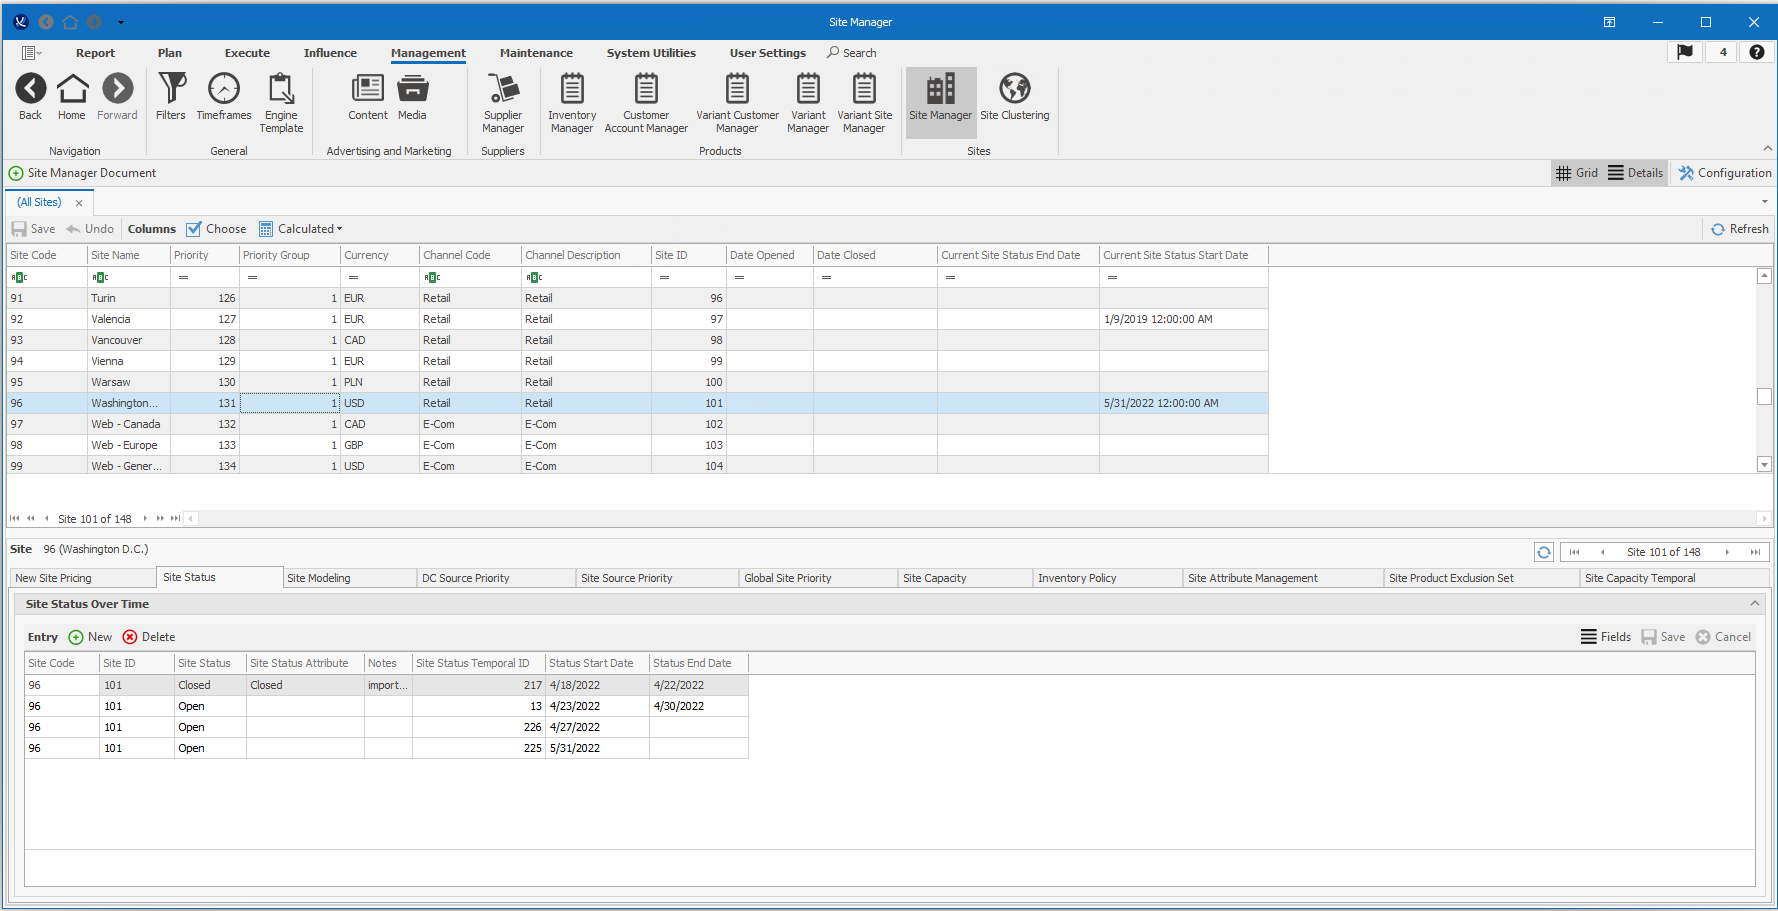 Site Manager
Report Plan Execute Influence Management Maintenance System Utilities User Settings Search 4 ?
Back Home Forward Filters Timeframes Engine Template Content Media Supplier Manager Inventory Manager Customer Account Manager Variant Customer Manager Variant Manager Variant Site Manager Site Manager Site Clustering
Navigation General Advertising and Marketing Suppliers Products Sites
Site Manager Document Grid Details Configuration
(All Sites) ×
Save Undo Columns Choose Calculated Refresh
Site Code Site Name Priority Priority Group Currency Channel Code Channel Description Site ID Date Opened Date Closed Current Site Status End Date Current Site Status Start Date
ABC ABC = = = ABC ABC = = = = =
91 Turin 126 1 EUR Retail Retail 96
92 Valencia 127 1 EUR Retail Retail 97 1/9/2019 12:00:00 AM
93 Vancouver 128 1 CAD Retail Retail 98
94 Vienna 129 1 EUR Retail Retail 99
95 Warsaw 130 1 PLN Retail Retail 100
96 Washington... 131 1 USD Retail Retail 101 5/31/2022 12:00:00 AM
97 Web - Canada 132 1 CAD E-Com E-Com 102
98 Web - Europe 133 1 GBP E-Com E-Com 103
99 Web - Gener... 134 1 USD E-Com E-Com 104
Site 101 of 148
Site 96 (Washington D.C.) Site 101 of 148
New Site Pricing Site Status Site Modeling DC Source Priority Site Source Priority Global Site Priority Site Capacity Inventory Policy Site Attribute Management Site Product Exclusion Set Site Capacity Temporal
Site Status Over Time
Entry New Delete Fields Save Cancel
Site Code Site ID Site Status Site Status Attribute Notes Site Status Temporal ID Status Start Date Status End Date
96 101 Closed Closed import... 217 4/18/2022 4/22/2022
96 101 Open 13 4/23/2022 4/30/2022
96 101 Open 226 4/27/2022
96 101 Open 225 5/31/2022